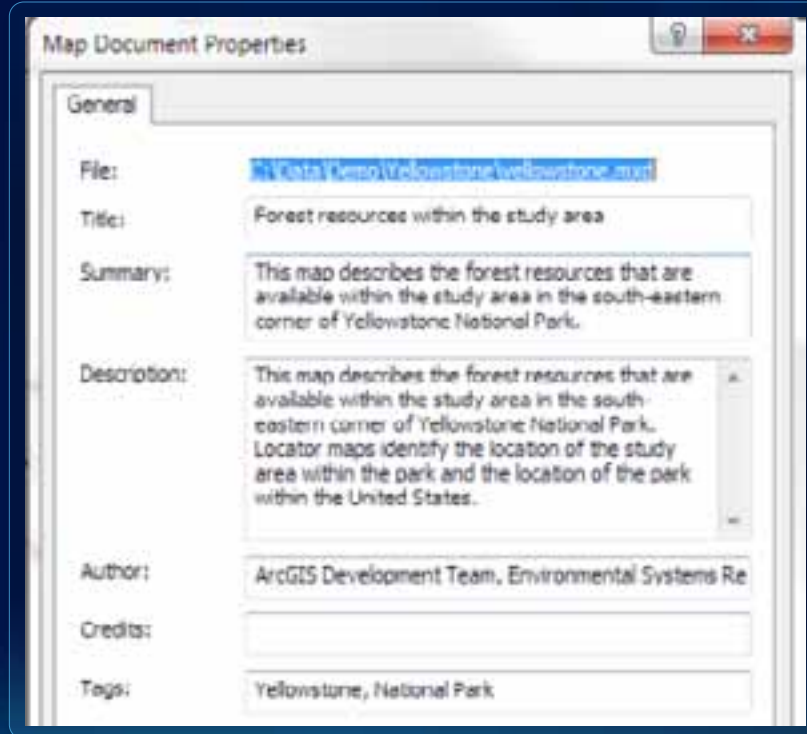 Map Document Properties
General
File: C:\Data\Demo\Yellowstone\yellowstone.mxd
Title: Forest resources within the study area
Summary: This map describes the forest resources that are
available within the study area in the south-eastern
corner of Yellowstone National Park.
Description: This map describes the forest resources that are
available within the study area in the south-
eastern corner of Yellowstone National Park.
Locator maps identify the location of the study
area within the park and the location of the park
within the United States.
Author: ArcGIS Development Team, Environmental Systems Re
Credits:
Tags: Yellowstone, National Park